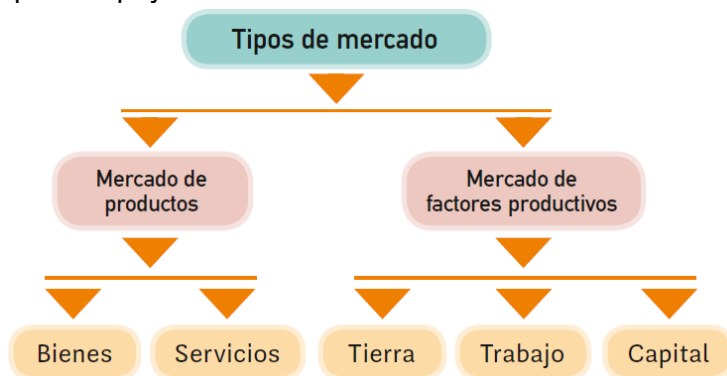 Tipos de mercado
Mercado de
productos
Mercado de
factores productivos
Bienes
Servicios
Tierra
Trabajo
Capital